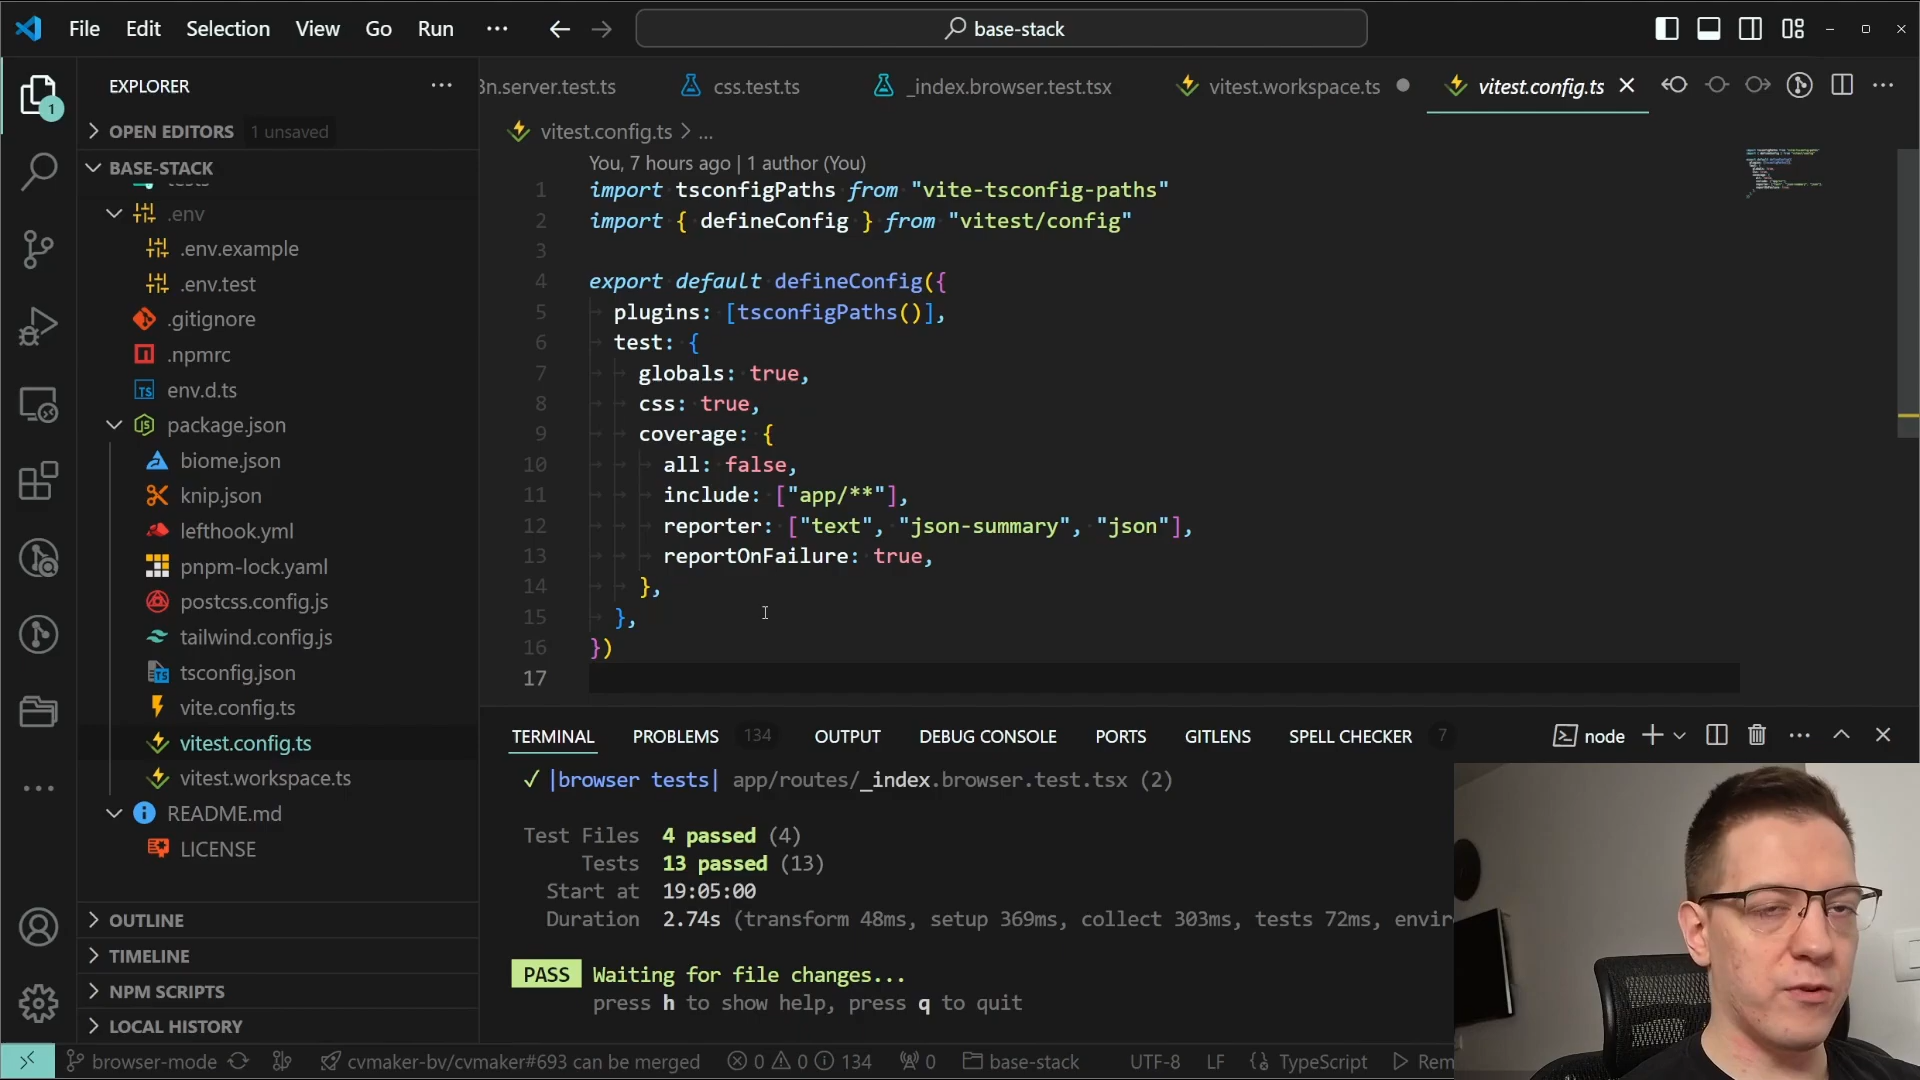 File Edit Selection View Go Run ··· base-stack
EXPLORER ···
3n.server.test.ts css.test.ts _index.browser.test.tsx vitest.workspace.ts vitest.config.ts
OPEN EDITORS 1 unsaved
BASE-STACK
tests
.env
.env.example
.env.test
.gitignore
.npmrc
env.d.ts
package.json
biome.json
knip.json
lefthook.yml
pnpm-lock.yaml
postcss.config.js
tailwind.config.js
tsconfig.json
vite.config.ts
vitest.config.ts
vitest.workspace.ts
README.md
LICENSE
OUTLINE
TIMELINE
NPM SCRIPTS
LOCAL HISTORY
vitest.config.ts > ...
You, 7 hours ago | 1 author (You)
1 import tsconfigPaths from "vite-tsconfig-paths"
2 import { defineConfig } from "vitest/config"
3
4 export default defineConfig({
5 plugins: [tsconfigPaths()],
6 test: {
7 globals: true,
8 css: true,
9 coverage: {
10 all: false,
11 include: ["app/**"],
12 reporter: ["text", "json-summary", "json"],
13 reportOnFailure: true,
14 },
15 },
16 })
17
TERMINAL PROBLEMS 134 OUTPUT DEBUG CONSOLE PORTS GITLENS SPELL CHECKER 7 node
✓ |browser tests| app/routes/_index.browser.test.tsx (2)
Test Files 4 passed (4)
Tests 13 passed (13)
Start at 19:05:00
Duration 2.74s (transform 48ms, setup 369ms, collect 303ms, tests 72ms, envir
PASS Waiting for file changes...
press h to show help, press q to quit
browser-mode cvmaker-bv/cvmaker#693 can be merged 0 0 134 0 base-stack UTF-8 LF TypeScript Rem